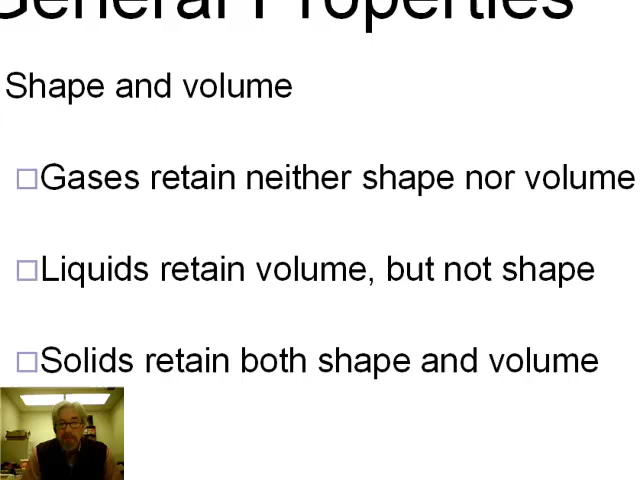 General Properties
Shape and volume
Gases retain neither shape nor volume
Liquids retain volume, but not shape
Solids retain both shape and volume